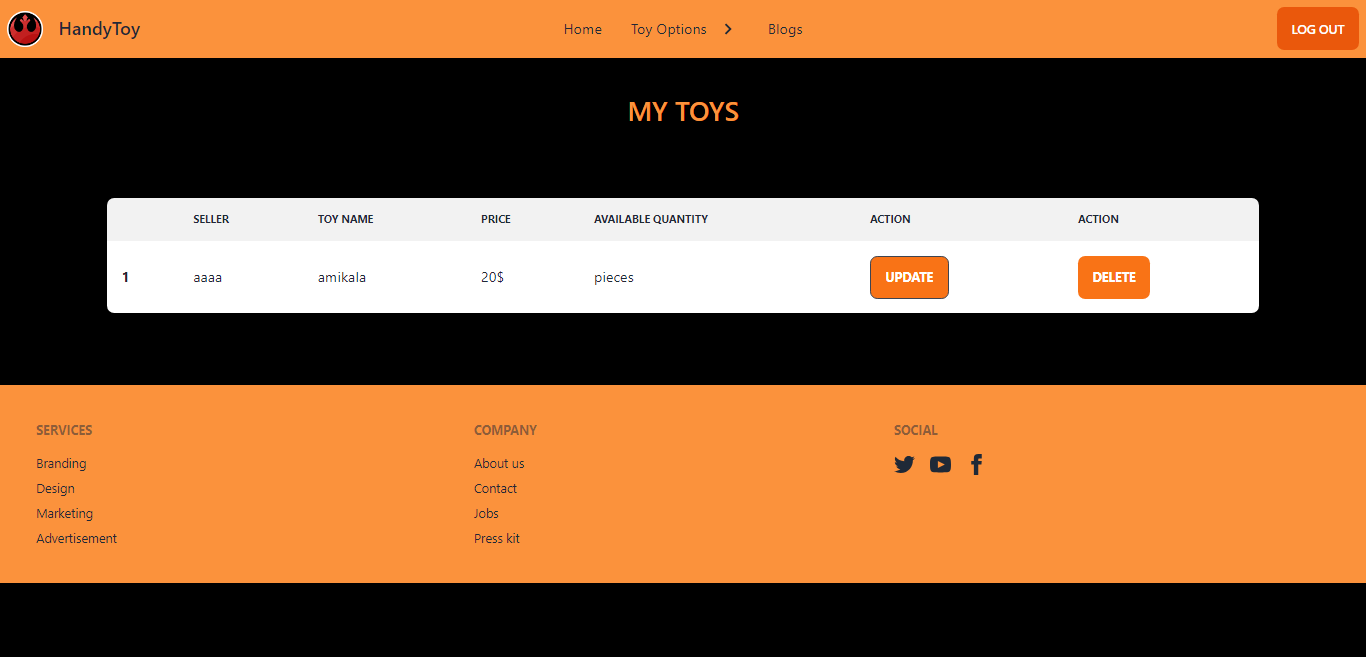 HandyToy
Home Toy Options Blogs
LOG OUT
MY TOYS
SELLER TOY NAME PRICE AVAILABLE QUANTITY ACTION ACTION
1 aaaa amikala 20$ pieces UPDATE DELETE
SERVICES
Branding
Design
Marketing
Advertisement
COMPANY
About us
Contact
Jobs
Press kit
SOCIAL